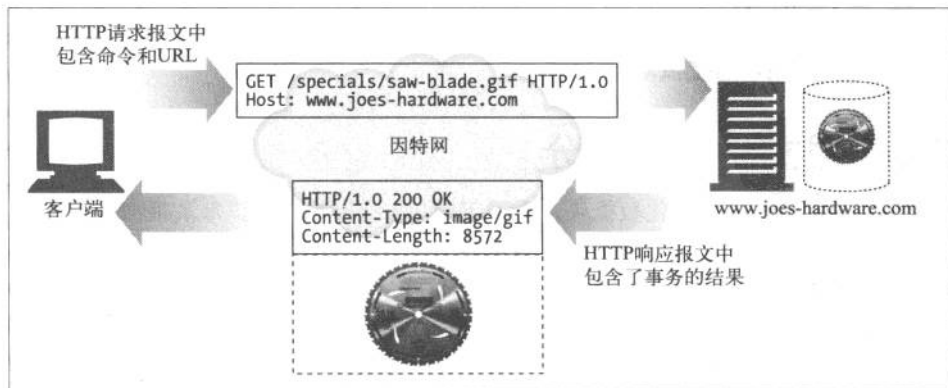 HTTP请求报文中
包含命令和URL
GET /specials/saw-blade.gif HTTP/1.0
Host: www.joes-hardware.com
因特网
客户端
HTTP/1.0 200 OK
Content-Type: image/gif
Content-Length: 8572
www.joes-hardware.com
HTTP响应报文中
包含了事务的结果